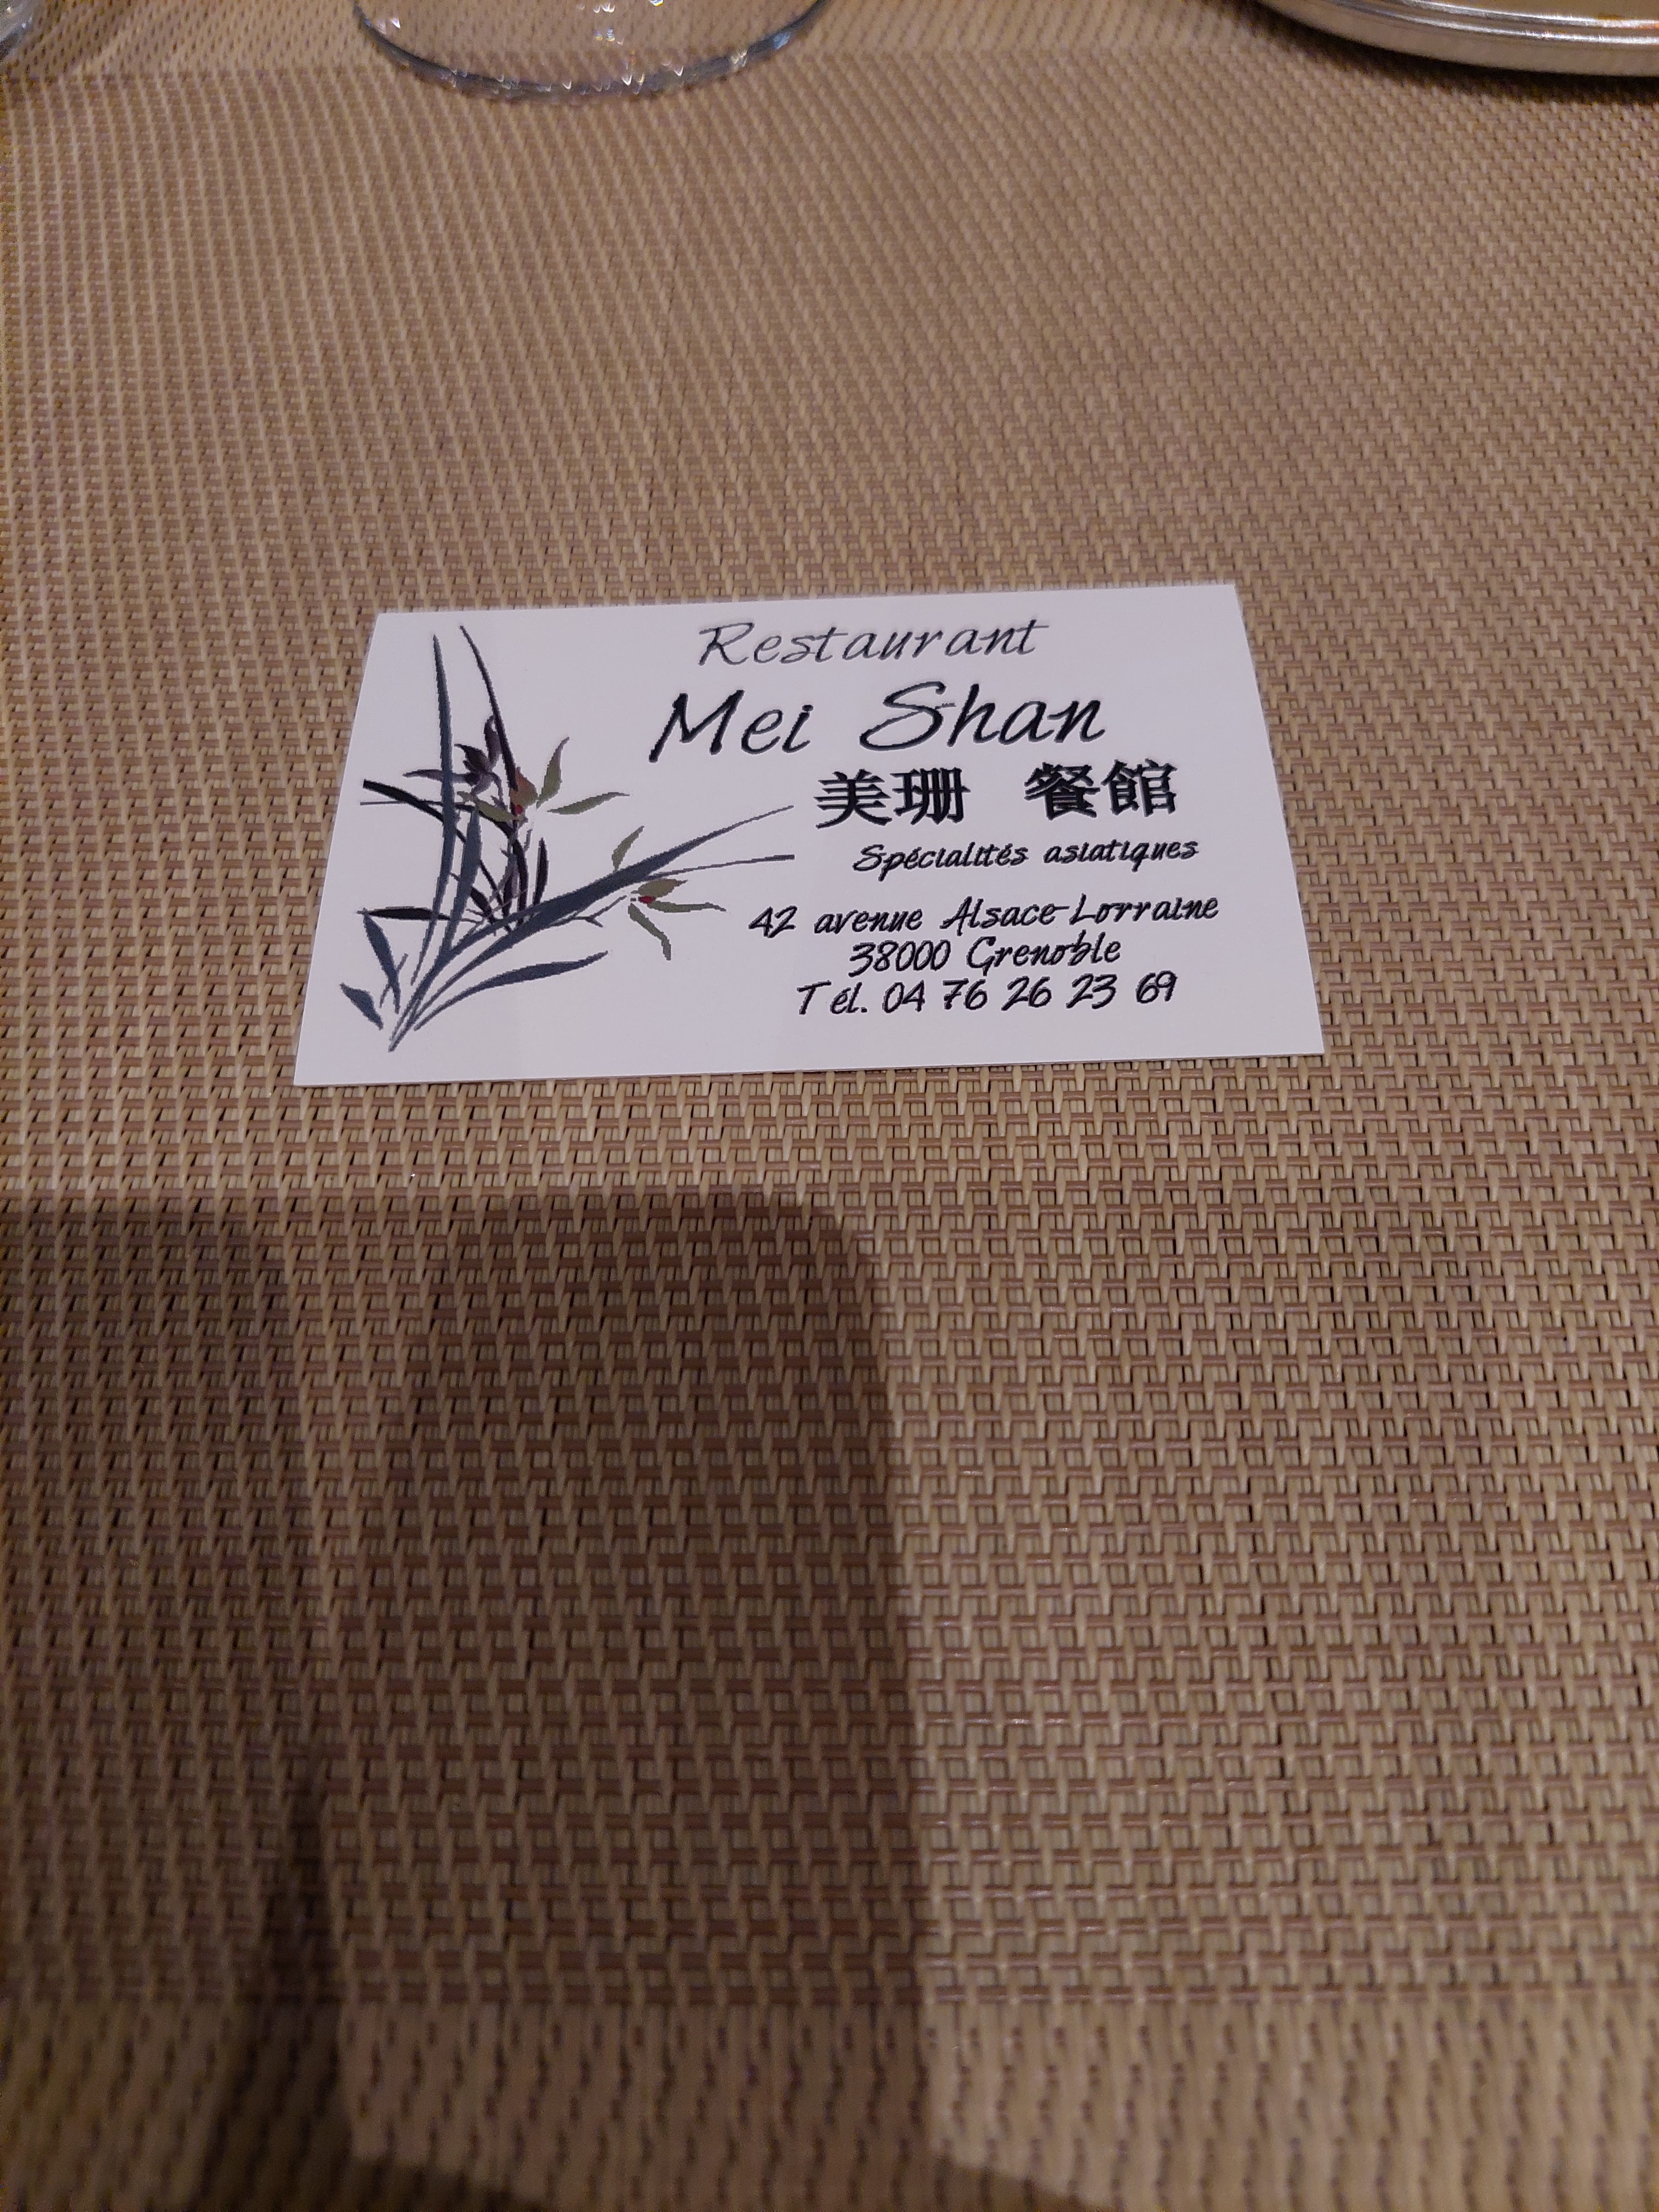 Restaurant
Mei Shan
美珊 餐館
Spécialités asiatiques
42 avenue Alsace-Lorraine
38000 Grenoble
Tél. 04 76 26 23 69